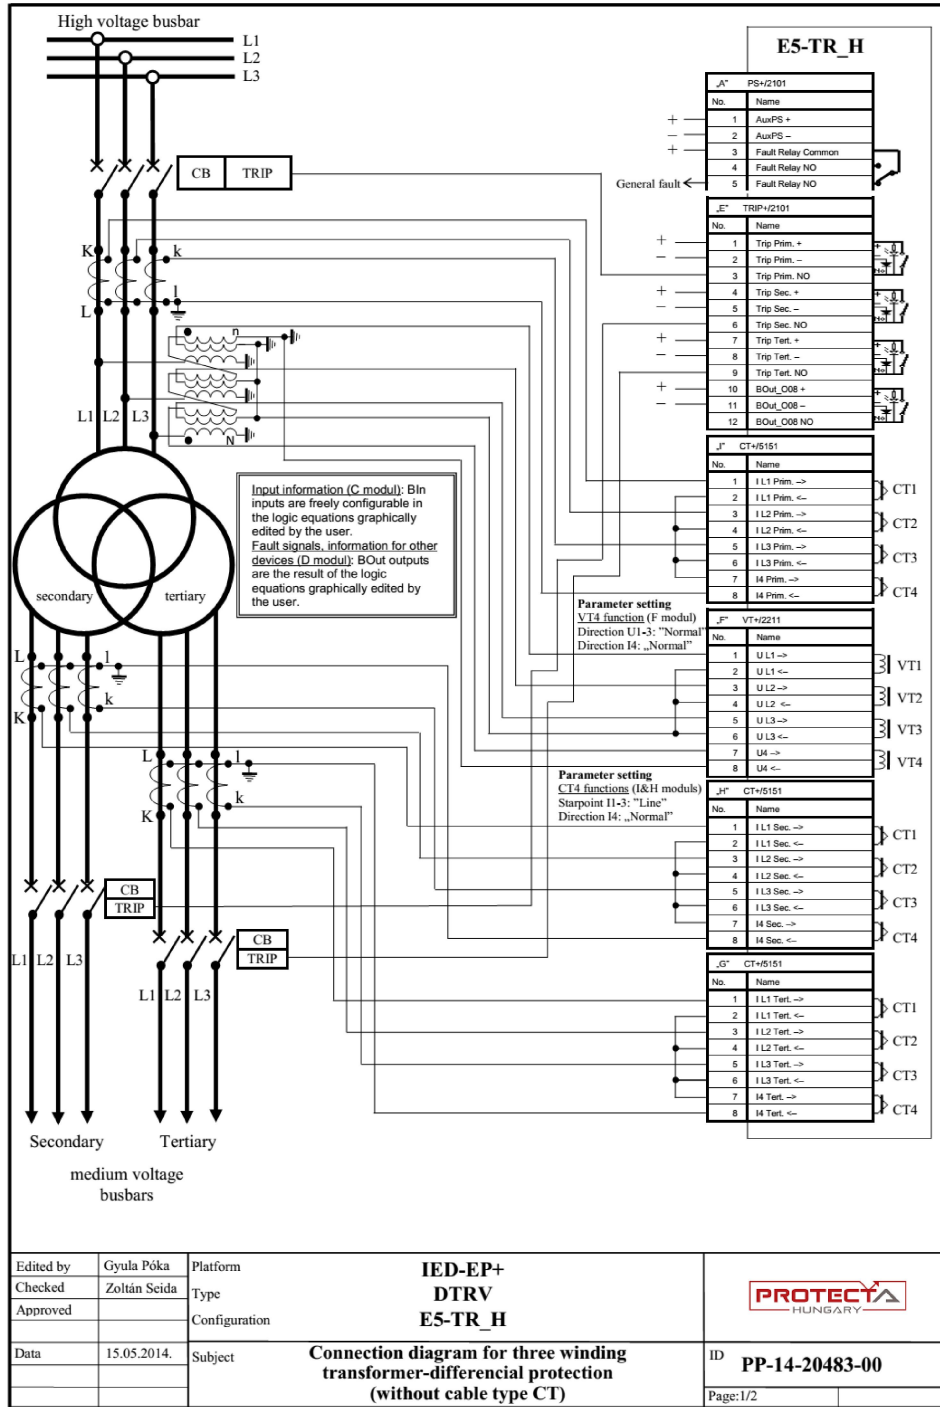 High voltage busbar
L1
L2
L3
E5-TR_H
CB TRIP
K
k
l
L
n
N
L1 L2 L3
Input information (C modul): BIn
inputs are freely configurable in
the logic equations graphically
edited by the user.
Fault signals, information for other
devices (D modul): BOut outputs
are the result of the logic
equations graphically edited by
the user.
secondary
tertiary
L
l
k
K
L
l
k
K
CB
TRIP
CB
TRIP
L1 L2 L3
L1 L2 L3
Secondary
Tertiary
medium voltage
busbars
„A” PS+/2101
No. Name
+ 1 AuxPS +
– 2 AuxPS –
+ 3 Fault Relay Common
4 Fault Relay NO
General fault 5 Fault Relay NO
„E” TRIP+/2101
No. Name
+ 1 Trip Prim. +
– 2 Trip Prim. –
3 Trip Prim. NO
+ 4 Trip Sec. +
– 5 Trip Sec. –
6 Trip Sec. NO
+ 7 Trip Tert. +
– 8 Trip Tert. –
9 Trip Tert. NO
+ 10 BOut_O08 +
– 11 BOut_O08 –
12 BOut_O08 NO
„I” CT+/5151
No. Name
1 I L1 Prim. –>
2 I L1 Prim. <–
3 I L2 Prim. –>
4 I L2 Prim. <–
5 I L3 Prim. –>
6 I L3 Prim. <–
7 I4 Prim. –>
8 I4 Prim. <–
CT1
CT2
CT3
CT4
Parameter setting
VT4 function (F modul)
Direction U1-3: ”Normal”
Direction I4: „Normal”
„F” VT+/2211
No. Name
1 U L1 –>
2 U L1 <–
3 U L2 –>
4 U L2 <–
5 U L3 –>
6 U L3 <–
7 U4 –>
8 U4 <–
VT1
VT2
VT3
VT4
Parameter setting
CT4 functions (I&H moduls)
Starpoint I1-3: ”Line”
Direction I4: „Normal”
„H” CT+/5151
No. Name
1 I L1 Sec. –>
2 I L1 Sec. <–
3 I L2 Sec. –>
4 I L2 Sec. <–
5 I L3 Sec. –>
6 I L3 Sec. <–
7 I4 Sec. –>
8 I4 Sec. <–
CT1
CT2
CT3
CT4
„G” CT+/5151
No. Name
1 I L1 Tert. –>
2 I L1 Tert. <–
3 I L2 Tert. –>
4 I L2 Tert. <–
5 I L3 Tert. –>
6 I L3 Tert. <–
7 I4 Tert. –>
8 I4 Tert. <–
CT1
CT2
CT3
CT4
Edited by Gyula Póka
Checked Zoltán Seida
Approved
Data 15.05.2014.
Platform IED-EP+
Type DTRV
Configuration E5-TR_H
Subject Connection diagram for three winding
transformer-differencial protection
(without cable type CT)
PROTECTA
HUNGARY
ID PP-14-20483-00
Page:1/2